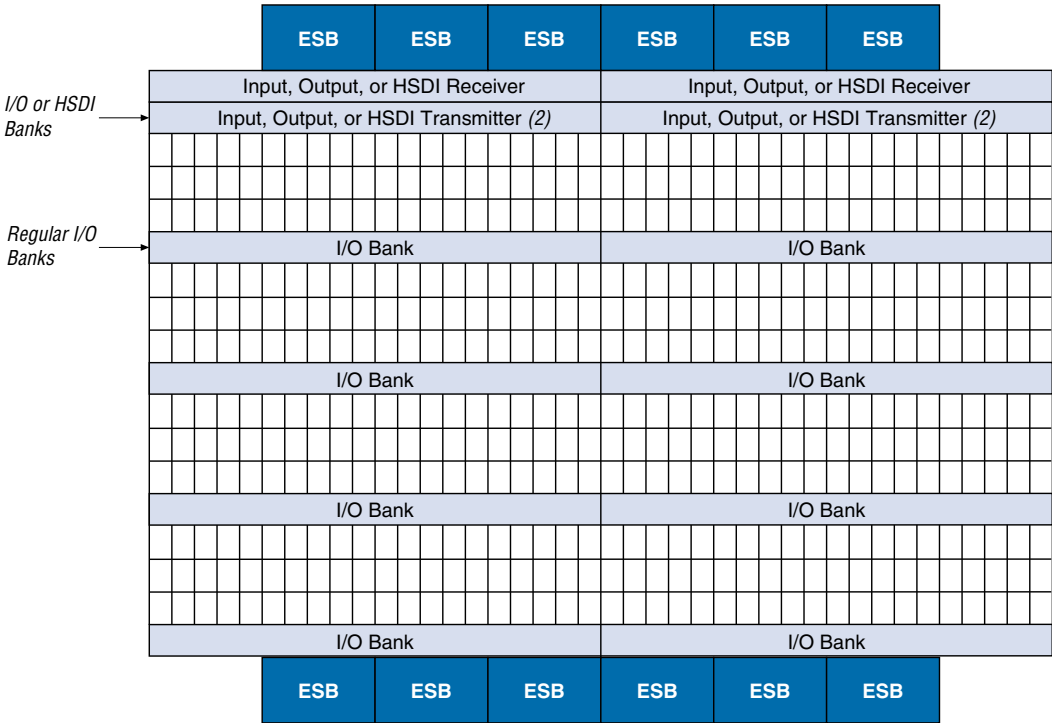 ESB ESB ESB ESB ESB ESB
Input, Output, or HSDI Receiver Input, Output, or HSDI Receiver
I/O or HSDI
Banks
Input, Output, or HSDI Transmitter (2) Input, Output, or HSDI Transmitter (2)
Regular I/O
Banks
I/O Bank I/O Bank
I/O Bank I/O Bank
I/O Bank I/O Bank
I/O Bank I/O Bank
ESB ESB ESB ESB ESB ESB